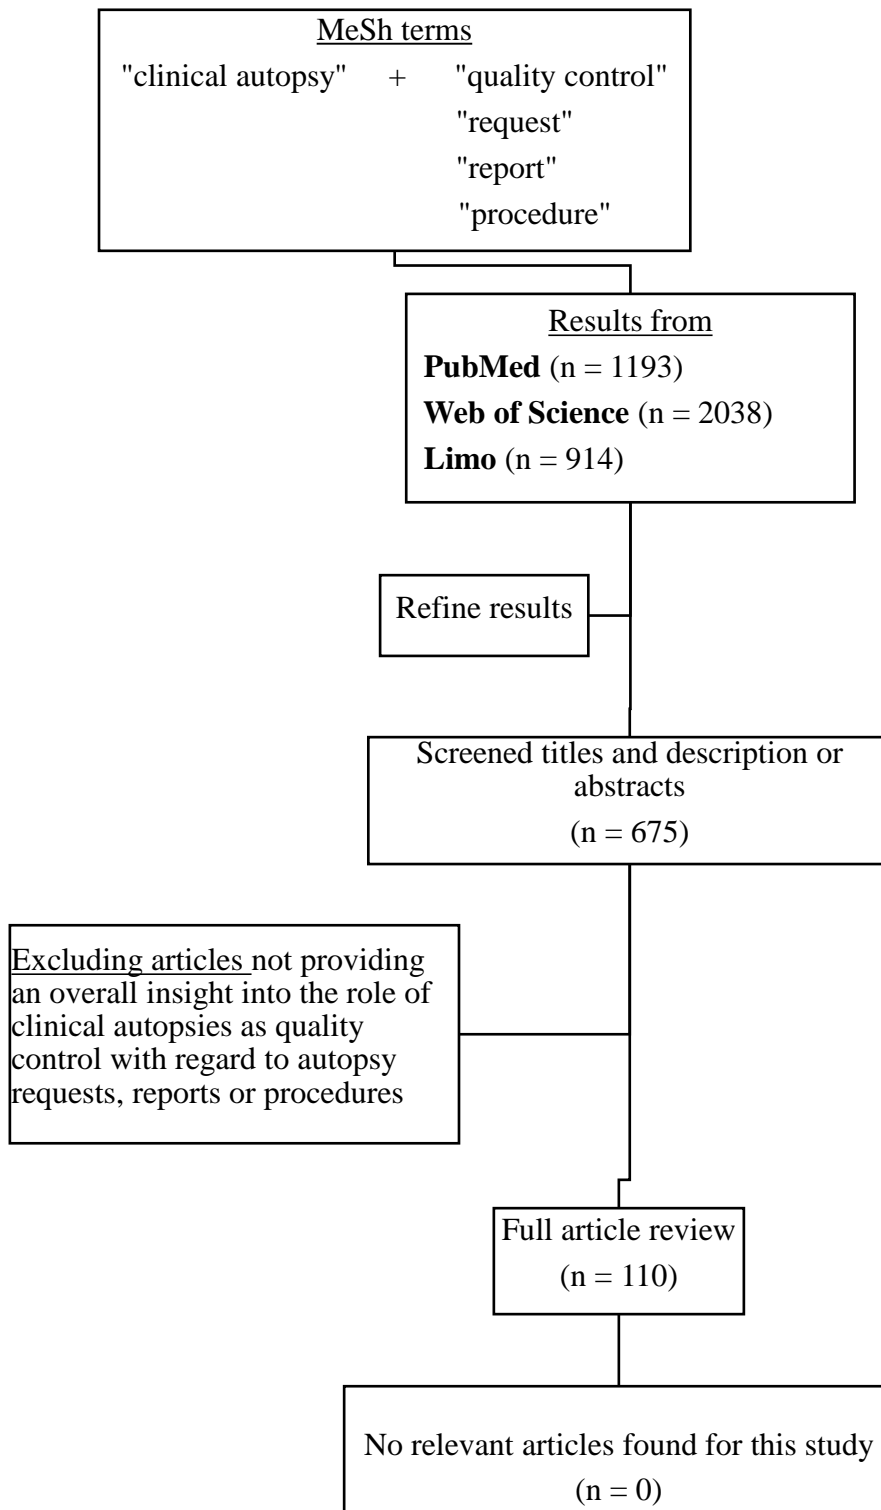 MeSh terms
"clinical autopsy" + "quality control"
"request"
"report"
"procedure"
Results from
PubMed (n = 1193)
Web of Science (n = 2038)
Limo (n = 914)
Refine results
Screened titles and description or
abstracts
(n = 675)
Excluding articles not providing
an overall insight into the role of
clinical autopsies as quality
control with regard to autopsy
requests, reports or procedures
Full article review
(n = 110)
No relevant articles found for this study
(n = 0)